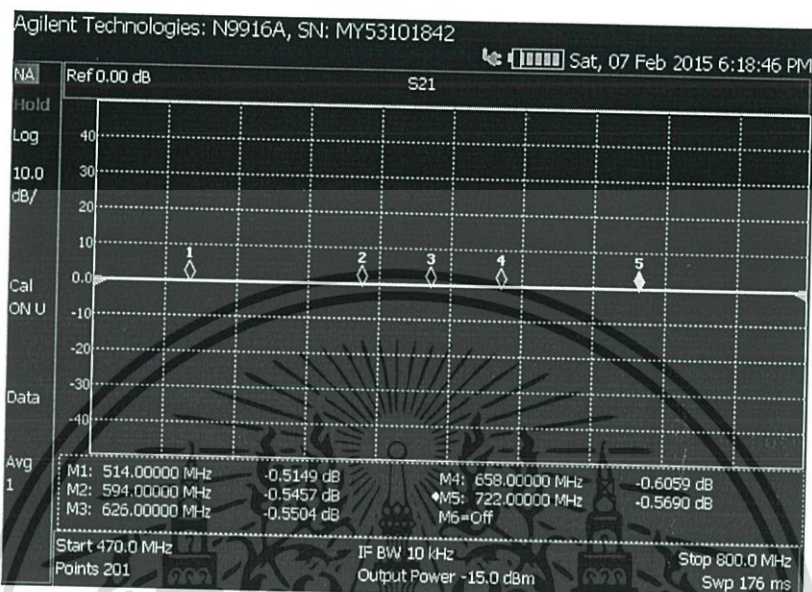 Agilent Technologies: N9916A, SN: MY53101842
Sat, 07 Feb 2015 6:18:46 PM
NA
Ref 0.00 dB
S21
Hold
Log
10.0
dB/
Cal
ON U
Data
Avg
1
40
30
20
10
0.0
-10
-20
-30
-40
1
2
3
4
5
M1: 514.00000 MHz -0.5149 dB
M2: 594.00000 MHz -0.5457 dB
M3: 626.00000 MHz -0.5504 dB
M4: 658.00000 MHz -0.6059 dB
M5: 722.00000 MHz -0.5690 dB
M6=Off
Start 470.0 MHz
IF BW 10 kHz
Stop 800.0 MHz
Points 201
Output Power -15.0 dBm
Swp 176 ms